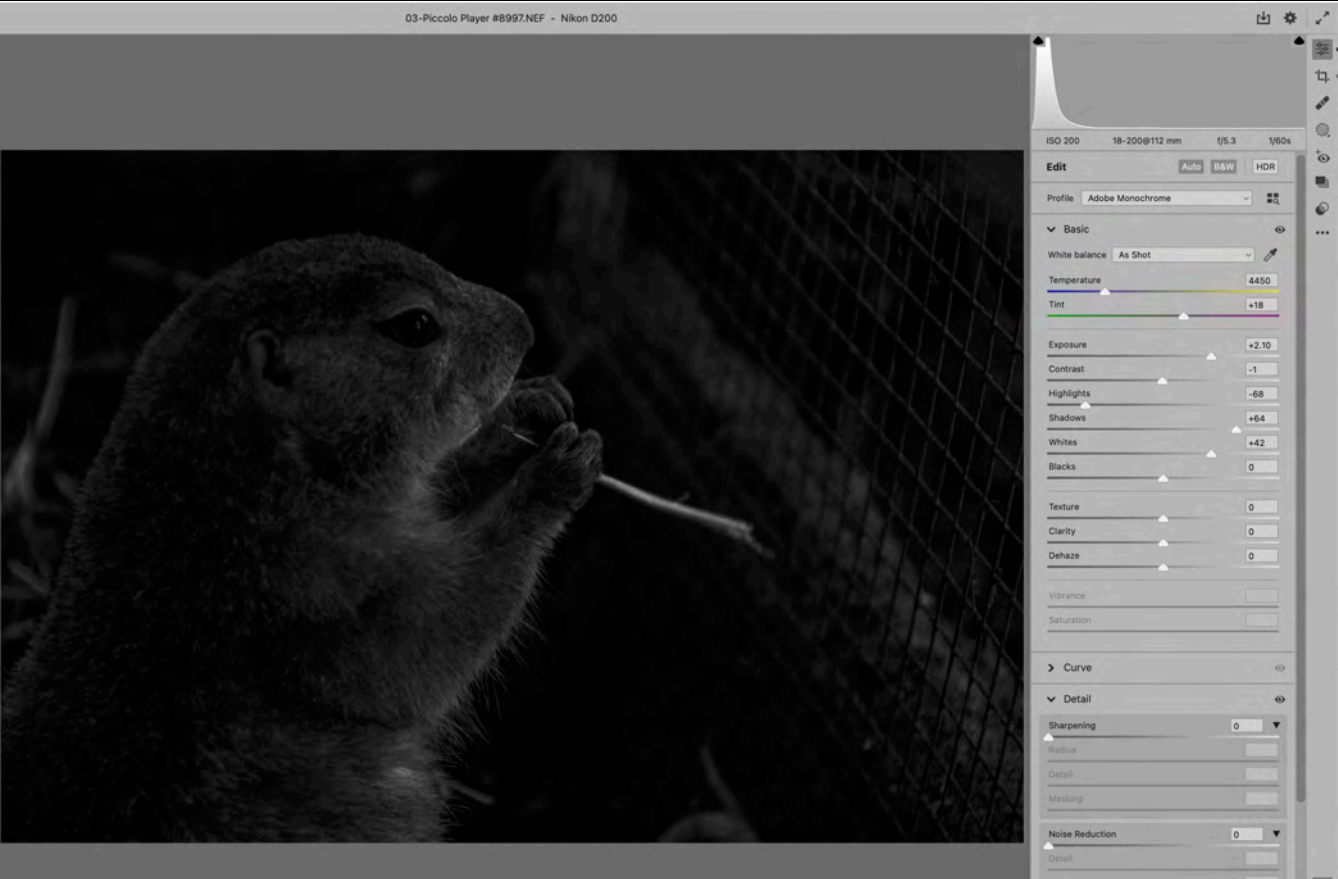 03-Piccolo Player #8997.NEF - Nikon D200
ISO 200 18-200@112 mm f/5.3 1/60s
Edit Auto B&W HDR
Profile Adobe Monochrome
Basic
White balance As Shot
Temperature 4450
Tint +18
Exposure +2.10
Contrast -1
Highlights -68
Shadows +64
Whites +42
Blacks 0
Texture 0
Clarity 0
Dehaze 0
Vibrance
Saturation
Curve
Detail
Sharpening 0
Radius
Detail
Masking
Noise Reduction 0
Detail